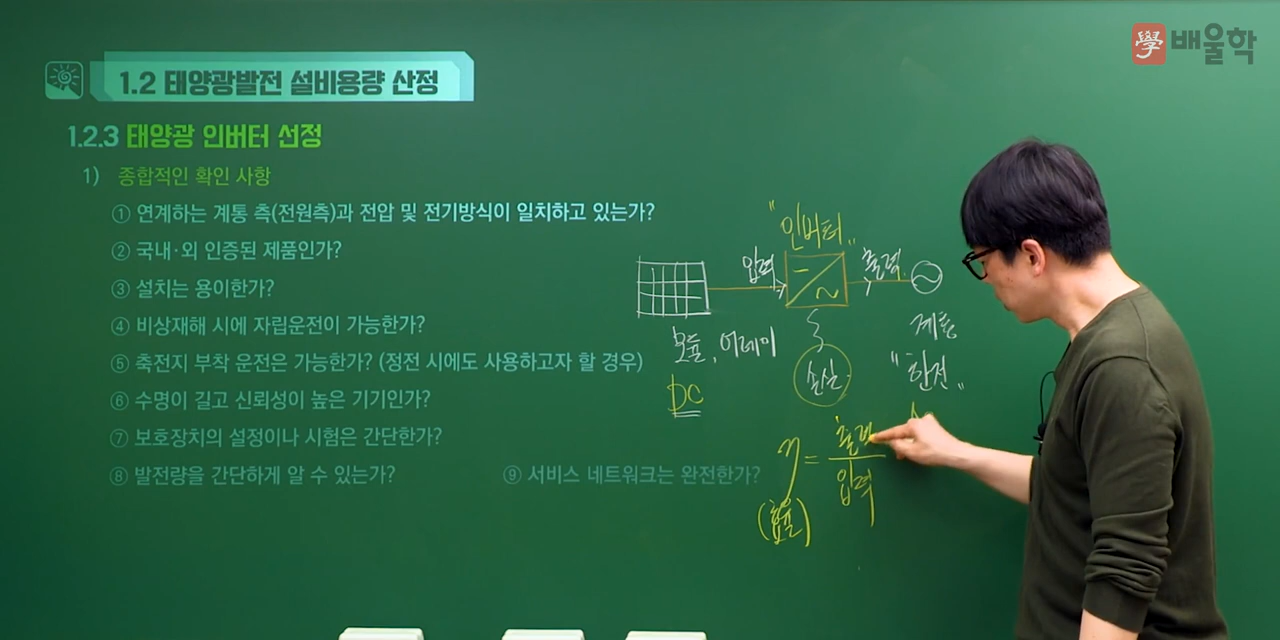 學 배울학
1.2 태양광발전 설비용량 산정
1.2.3 태양광 인버터 선정
1) 종합적인 확인 사항
① 연계하는 계통 측(전원측)과 전압 및 전기방식이 일치하고 있는가?
② 국내·외 인증된 제품인가?
③ 설치는 용이한가?
④ 비상재해 시에 자립운전이 가능한가?
⑤ 축전지 부착 운전은 가능한가? (정전 시에도 사용하고자 할 경우)
⑥ 수명이 길고 신뢰성이 높은 기기인가?
⑦ 보호장치의 설정이나 시험은 간단한가?
⑧ 발전량을 간단하게 알 수 있는가?
⑨ 서비스 네트워크는 완전한가?
"인버터"
입력
출력
모듈, 어레이
DC
손실
계통
"한전"
η = 출력
입력
(효율)